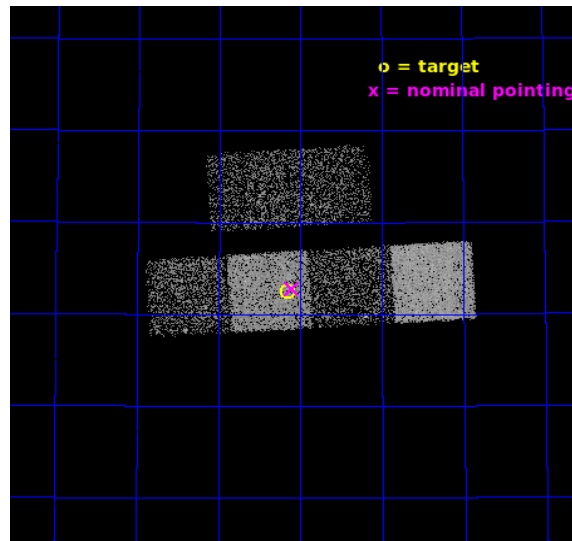 o = target
x = nominal pointing